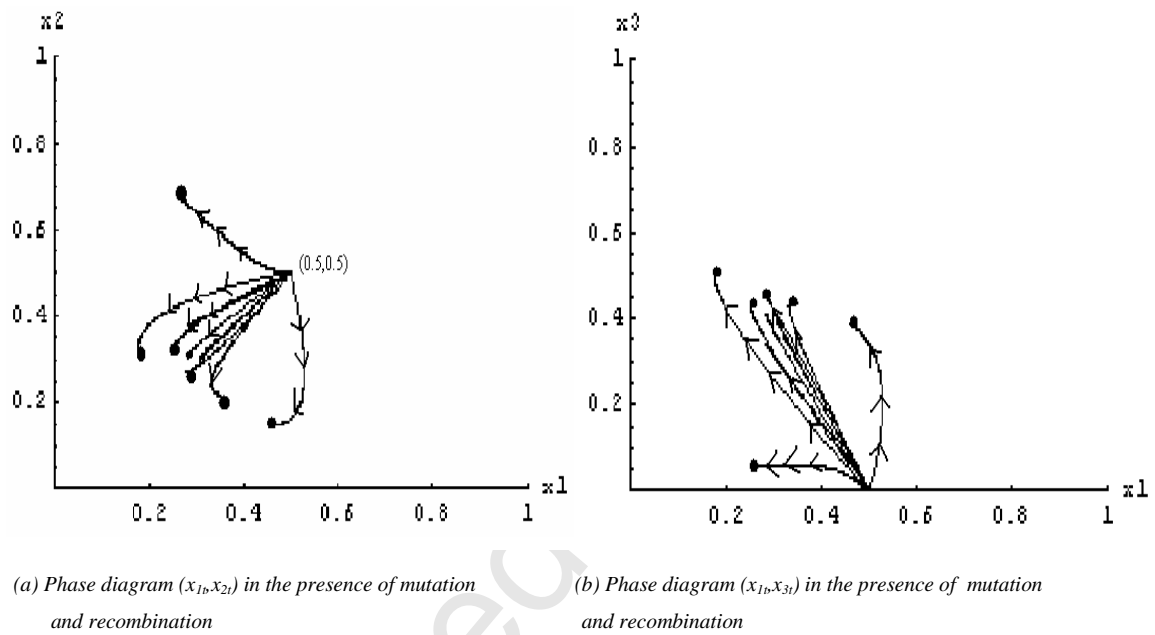 x2
1
0.8
0.6
0.4
0.2
0.2 0.4 0.6 0.8 1
x1
(0.5,0.5)
x3
1
0.8
0.6
0.4
0.2
0.2 0.4 0.6 0.8 1
x1
(a) Phase diagram (x1t,x2t) in the presence of mutation
and recombination
(b) Phase diagram (x1t,x3t) in the presence of mutation
and recombination